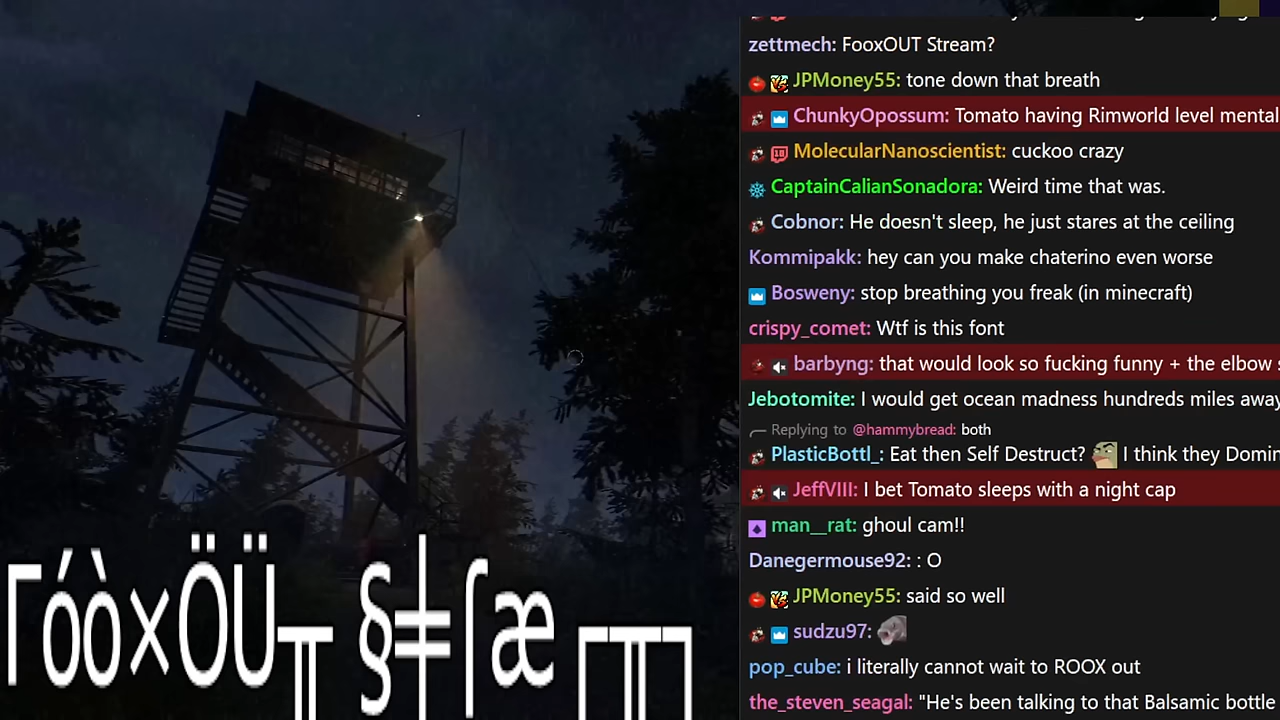 zettmech: FooxOUT Stream?
JPMoney55: tone down that breath
ChunkyOpossum: Tomato having Rimworld level mental
MolecularNanoscientist: cuckoo crazy
CaptainCalianSonadora: Weird time that was.
Cobnor: He doesn't sleep, he just stares at the ceiling
Kommipakk: hey can you make chaterino even worse
Bosweny: stop breathing you freak (in minecraft)
crispy_comet: Wtf is this font
barbyng: that would look so fucking funny + the elbow
Jebotomite: I would get ocean madness hundreds miles away
Replying to @hammybread: both
PlasticBottl_: Eat then Self Destruct? I think they Domin
JeffVIII: I bet Tomato sleeps with a night cap
man__rat: ghoul cam!!
Danegermouse92: : O
JPMoney55: said so well
sudzu97:
pop_cube: i literally cannot wait to ROOX out
the_steven_seagal: "He's been talking to that Balsamic bottle
Γóò×ÖÜ╥ §╪⌠æ ╓╖